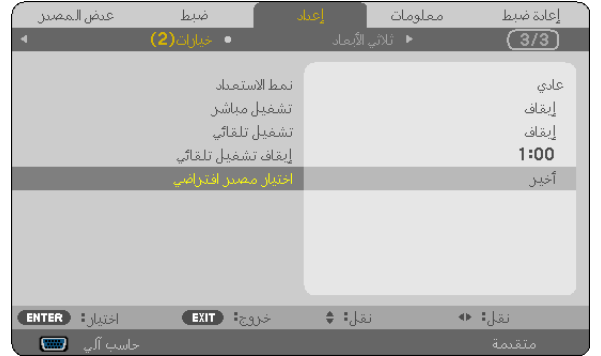 عرض المصدر ضبط إعداد معلومات إعادة ضبط
خيارات(2) ثلاثي الأبعاد 3/3
نمط الاستعداد عادي
تشغيل مباشر إيقاف
تشغيل تلقائي إيقاف
إيقاف تشغيل تلقائي 1:00
اختيار مصدر افتراضي أخير
ENTER :اختيار EXIT :خروج نقل: نقل:
حاسب آلي متقدمة